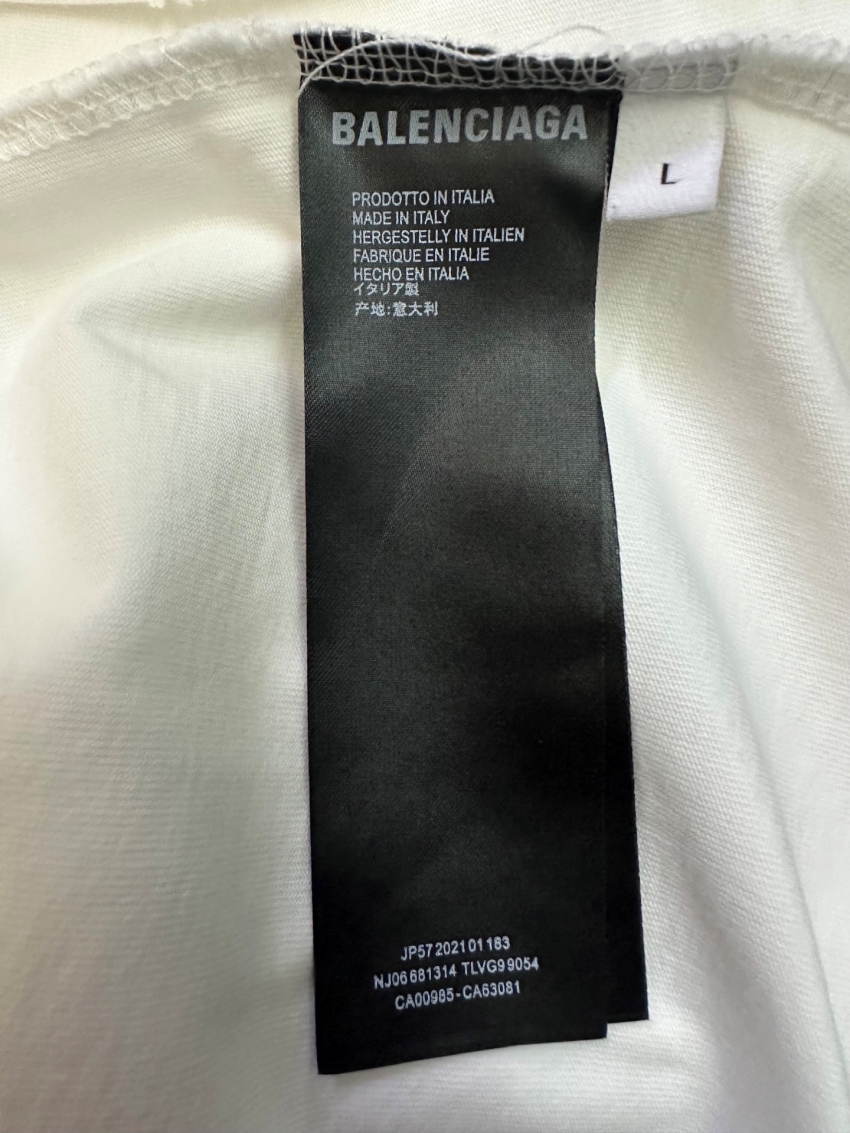 BALENCIAGA
L
PRODOTTO IN ITALIA
MADE IN ITALY
HERGESTELLY IN ITALIEN
FABRIQUE EN ITALIE
HECHO EN ITALIA
イタリア製
产地:意大利
JP57 202101183
NJ06 681314 TLVG99054
CA00985-CA63081